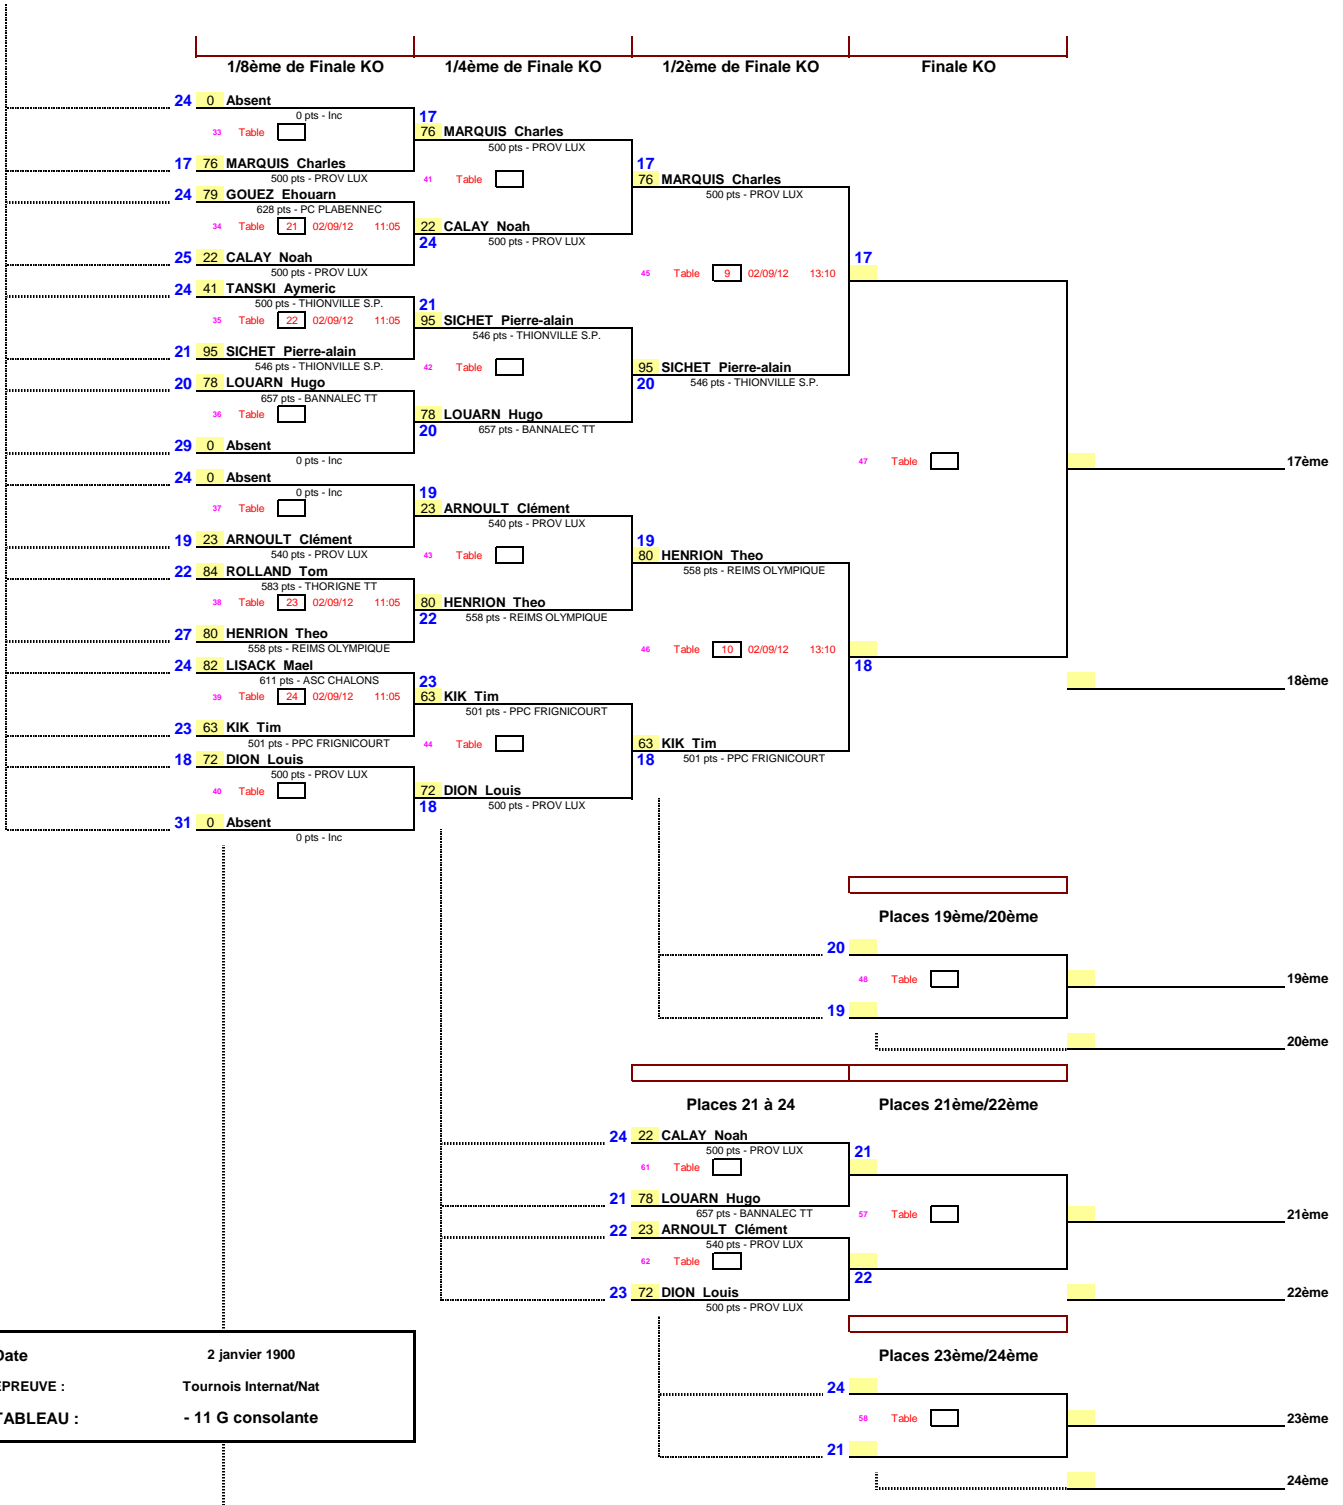 1/8ème de Finale KO 1/4ème de Finale KO 1/2ème de Finale KO Finale KO
24 0 Absent
0 pts - Inc
17
33 Table
76 MARQUIS Charles
500 pts - PROV LUX
17 76 MARQUIS Charles
500 pts - PROV LUX
17
41 Table
76 MARQUIS Charles
500 pts - PROV LUX
24 79 GOUEZ Ehouarn
628 pts - PC PLABENNEC
34 Table 21 02/09/12 11:05
22 CALAY Noah
24
500 pts - PROV LUX
25 22 CALAY Noah
500 pts - PROV LUX
17
45 Table 9 02/09/12 13:10
24 41 TANSKI Aymeric
500 pts - THIONVILLE S.P.
21
35 Table 22 02/09/12 11:05
95 SICHET Pierre-alain
546 pts - THIONVILLE S.P.
21 95 SICHET Pierre-alain
546 pts - THIONVILLE S.P.
42 Table
95 SICHET Pierre-alain
20
546 pts - THIONVILLE S.P.
20 78 LOUARN Hugo
657 pts - BANNALEC TT
36 Table
78 LOUARN Hugo
20
657 pts - BANNALEC TT
29 0 Absent
0 pts - Inc
47 Table
17ème
24 0 Absent
0 pts - Inc
19
37 Table
23 ARNOULT Clément
540 pts - PROV LUX
19 23 ARNOULT Clément
540 pts - PROV LUX
19
43 Table
80 HENRION Theo
558 pts - REIMS OLYMPIQUE
22 84 ROLLAND Tom
583 pts - THORIGNE TT
38 Table 23 02/09/12 11:05
80 HENRION Theo
22
558 pts - REIMS OLYMPIQUE
27 80 HENRION Theo
558 pts - REIMS OLYMPIQUE
46 Table 10 02/09/12 13:10
18
24 82 LISACK Mael
611 pts - ASC CHALONS
23
18ème
39 Table 24 02/09/12 11:05
63 KIK Tim
501 pts - PPC FRIGNICOURT
23 63 KIK Tim
501 pts - PPC FRIGNICOURT
44 Table
63 KIK Tim
18
501 pts - PPC FRIGNICOURT
18 72 DION Louis
500 pts - PROV LUX
40 Table
72 DION Louis
18
500 pts - PROV LUX
31 0 Absent
0 pts - Inc
Places 19ème/20ème
20
48 Table
19ème
19
20ème
Places 21 à 24 Places 21ème/22ème
24 22 CALAY Noah
500 pts - PROV LUX
21
61 Table
21 78 LOUARN Hugo
657 pts - BANNALEC TT
57 Table
21ème
22 23 ARNOULT Clément
540 pts - PROV LUX
62 Table
22
23 72 DION Louis
500 pts - PROV LUX
22ème
Places 23ème/24ème
Date 2 janvier 1900
EPREUVE : Tournois Internat/Nat
TABLEAU : - 11 G consolante
24
58 Table
23ème
21
24ème